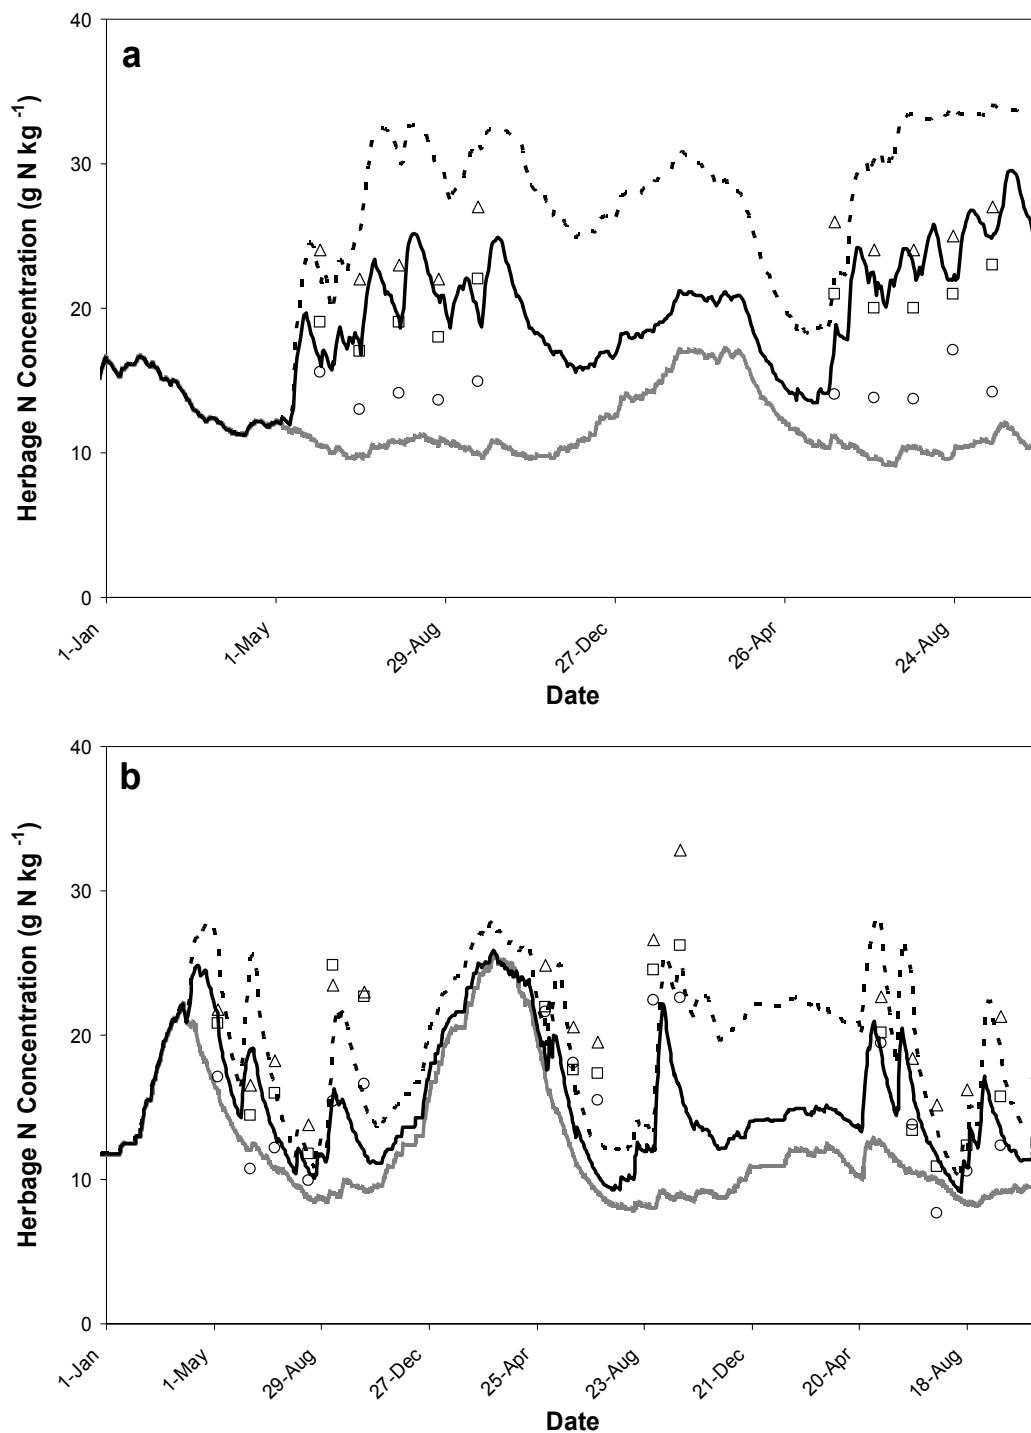 40
a
30
20
10
0
Herbage N Concentration (g N kg -1)
1-Jan
1-May
29-Aug
27-Dec
26-Apr
24-Aug
Date
40
b
30
20
10
0
Herbage N Concentration (g N kg -1)
1-Jan
1-May
29-Aug
27-Dec
25-Apr
23-Aug
21-Dec
20-Apr
18-Aug
Date